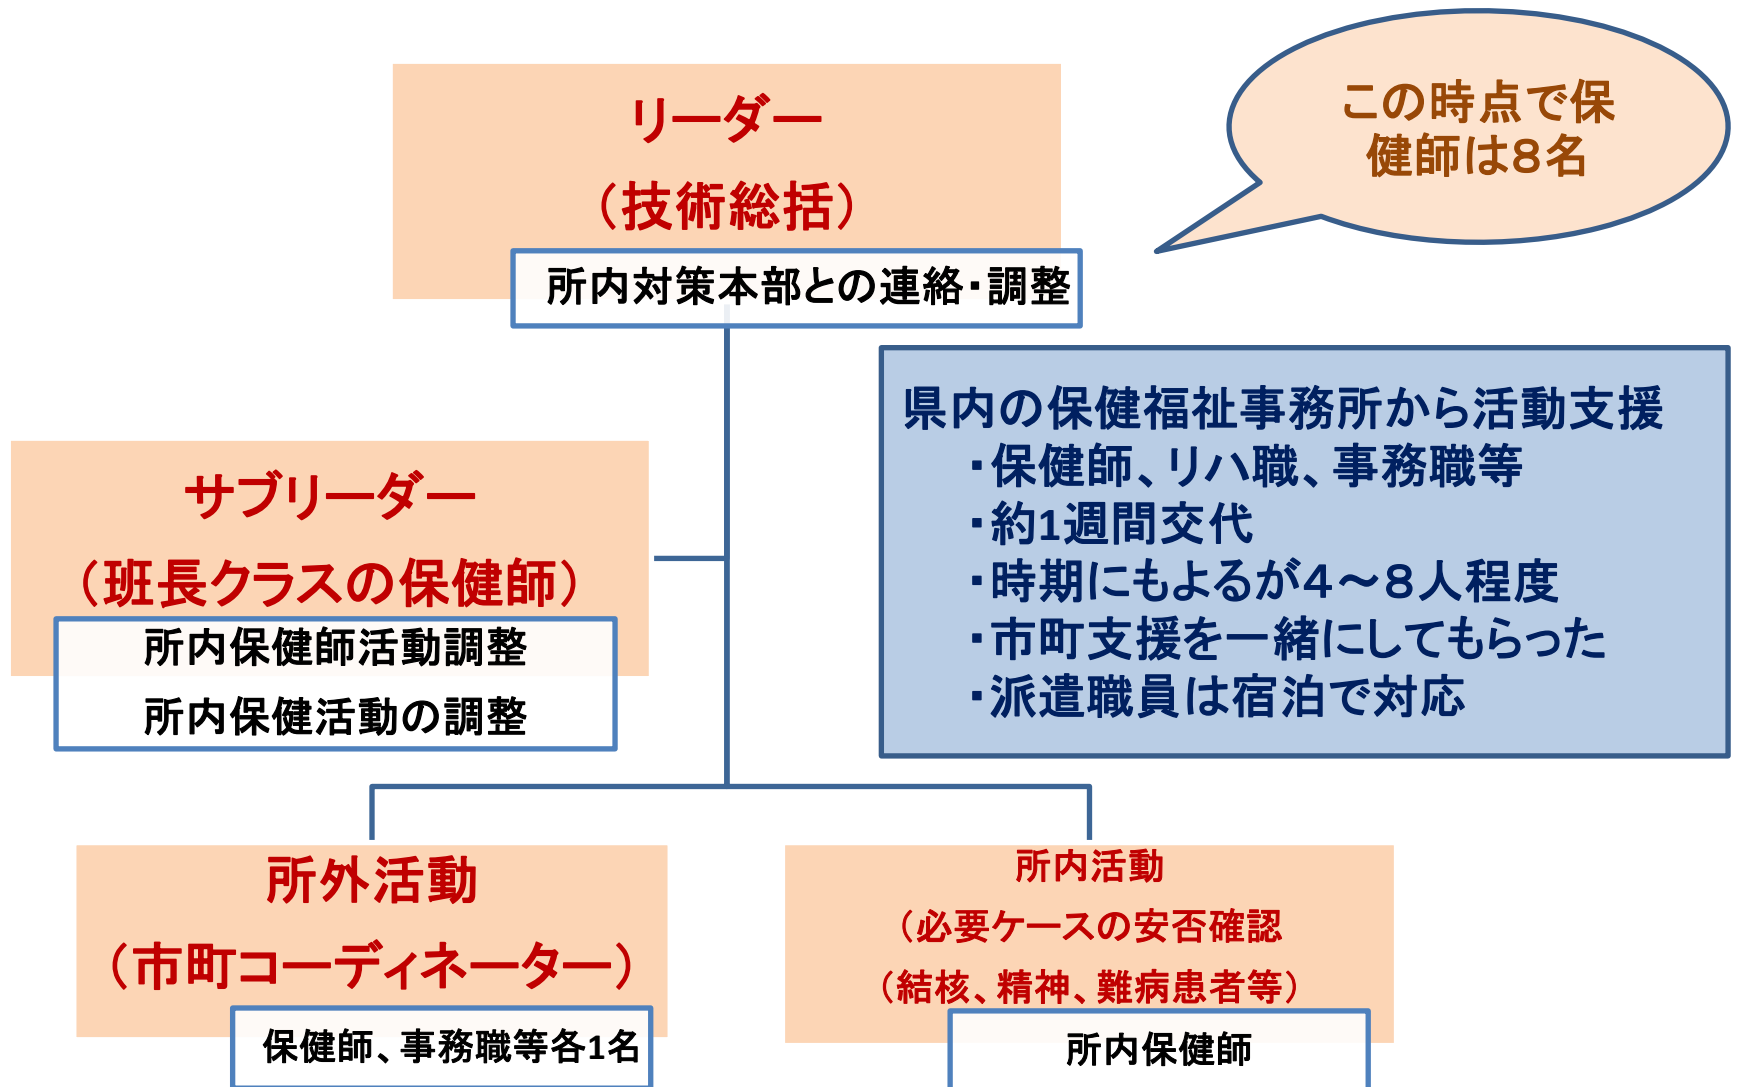 リーダー
（技術総括）
所内対策本部との連絡・調整
この時点で保
健師は８名
県内の保健福祉事務所から活動支援
・保健師、リハ職、事務職等
・約1週間交代
・時期にもよるが４～８人程度
・市町支援を一緒にしてもらった
・派遣職員は宿泊で対応
サブリーダー
（班長クラスの保健師）
所内保健師活動調整
所内保健活動の調整
所外活動
（市町コーディネーター）
保健師、事務職等各1名
所内活動
（必要ケースの安否確認
（結核、精神、難病患者等）
所内保健師